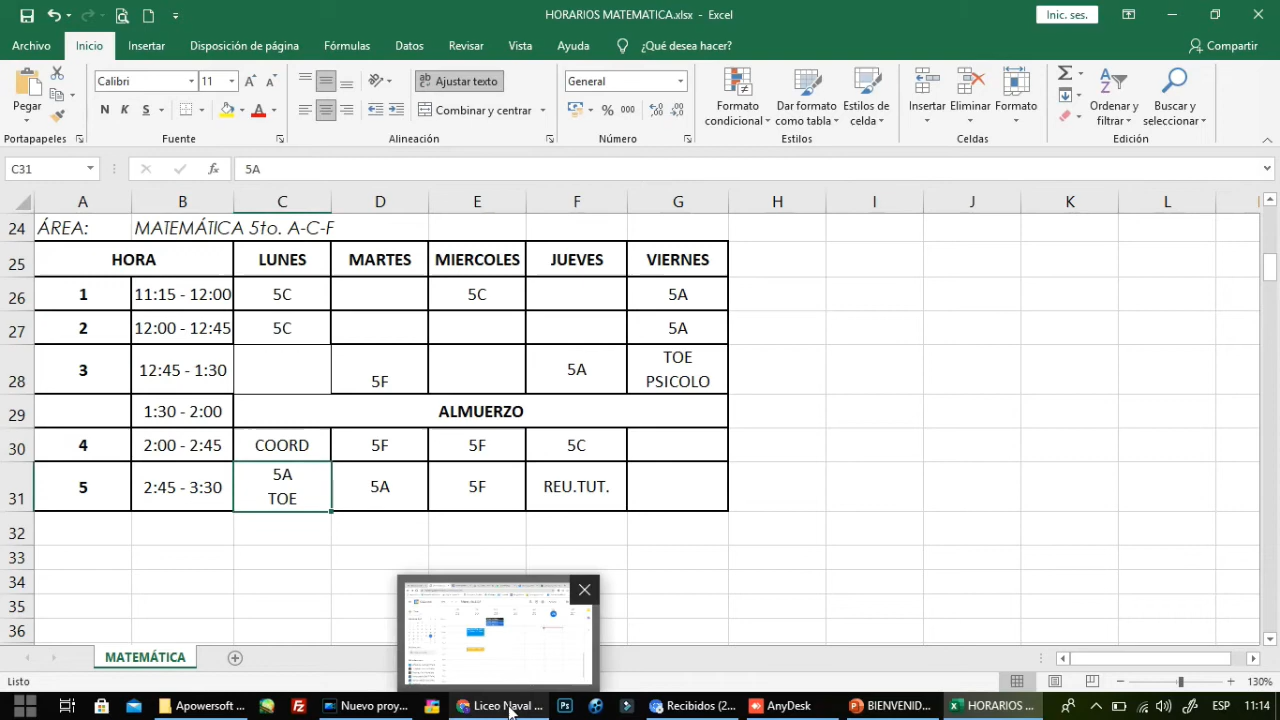 HORARIOS MATEMATICA.xlsx - Excel
Inic. ses.
Archivo Inicio Insertar Disposición de página Fórmulas Datos Revisar Vista Ayuda ¿Qué desea hacer? Compartir
Pegar
Calibri 11
N K S
Ajustar texto
Combinar y centrar
General
% 000
Formato condicional
Dar formato como tabla
Estilos de celda
Insertar Eliminar Formato
Ordenar y filtrar
Buscar y seleccionar
Portapapeles Fuente Alineación Número Estilos Celdas Edición
C31 fx 5A
A B C D E F G H I J K L
24 ÁREA: MATEMÁTICA 5to. A-C-F
25 HORA LUNES MARTES MIERCOLES JUEVES VIERNES
26 1 11:15 - 12:00 5C 5C 5A
27 2 12:00 - 12:45 5C 5A
28 3 12:45 - 1:30 5F 5A TOE PSICOLO
29 1:30 - 2:00 ALMUERZO
30 4 2:00 - 2:45 COORD 5F 5F 5C
31 5 2:45 - 3:30 5A TOE 5A 5F REU.TUT.
32
33
34
35
36
MATEMÁTICA
Listo 130%
Apowersoft ... Nuevo proy... Liceo Naval ... Recibidos (2... AnyDesk BIENVENID... HORARIOS ... ESP 11:14